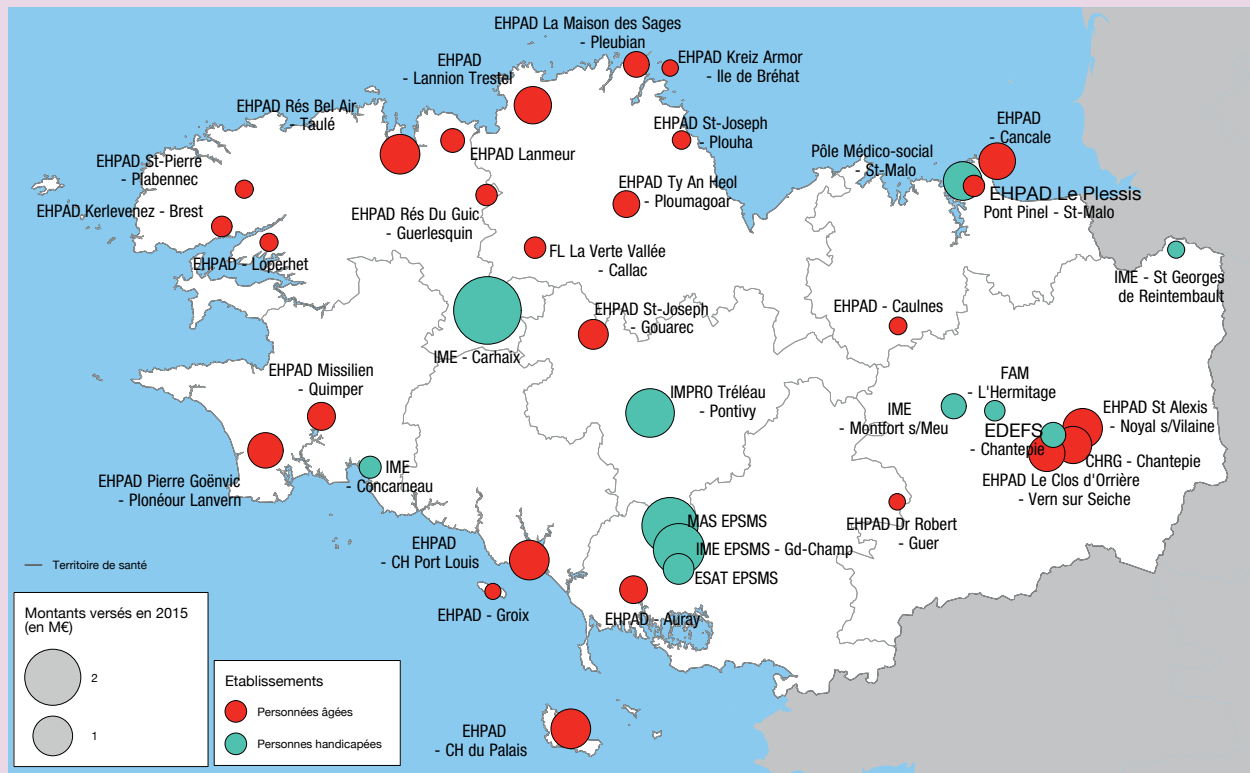 EHPAD La Maison des Sages
- Pleubian
EHPAD Kreiz Armor
- Ile de Bréhat
EHPAD
- Lannion Trestel
EHPAD Rés Bel Air
- Taulé
EHPAD Lanmeur
EHPAD St-Joseph
- Plouha
EHPAD
- Cancale
Pôle Médico-social
- St-Malo
EHPAD St-Pierre
- Plabennec
EHPAD Ty An Heol
- Ploumagoar
EHPAD Le Plessis
Pont Pinel - St-Malo
EHPAD Kerlevenez - Brest
EHPAD Rés Du Guic
- Guerlesquin
EHPAD - Loperhet
FL La Verte Vallée
- Callac
IME - St Georges
de Reintembault
EHPAD St-Joseph
- Gouarec
EHPAD - Caulnes
IME - Carhaix
EHPAD Missilien
- Quimper
IMPRO Tréléau
- Pontivy
FAM
- L'Hermitage
IME
- Montfort s/Meu
EHPAD St Alexis
- Noyal s/Vilaine
EDEFS
- Chantepie
CHRG - Chantepie
EHPAD Le Clos d'Orrière
- Vern sur Seiche
EHPAD Pierre Goënvic
- Plonéour Lanvern
IME
- Concarneau
EHPAD Dr Robert
- Guer
MAS EPSMS
IME EPSMS - Gd-Champ
ESAT EPSMS
EHPAD
- CH Port Louis
EHPAD - Groix
EHPAD - Auray
EHPAD
- CH du Palais
Territoire de santé
Montants versés en 2015
(en M€)
2
1
Etablissements
Personnées âgées
Personnes handicapées